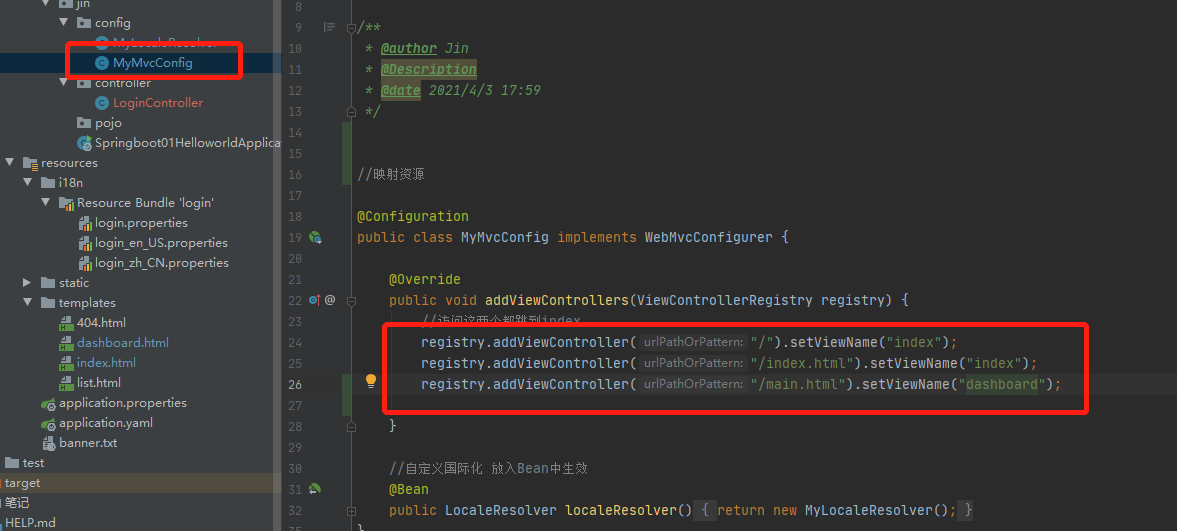 jin
config
MyLocaleResolver
MyMvcConfig
controller
LoginController
pojo
Springboot01HelloworldApplica
resources
i18n
Resource Bundle 'login'
login.properties
login_en_US.properties
login_zh_CN.properties
static
templates
404.html
dashboard.html
index.html
list.html
application.properties
application.yaml
banner.txt
test
target
笔记
HELP.md
8
9 /**
10 * @author Jin
11 * @Description
12 * @date 2021/4/3 17:59
13 */
14
15
16 //映射资源
17
18 @Configuration
19 public class MyMvcConfig implements WebMvcConfigurer {
20
21 @Override
22 @ public void addViewControllers(ViewControllerRegistry registry) {
23 //访问这两个都跳到index
24 registry.addViewController( urlPathOrPattern: "/").setViewName("index");
25 registry.addViewController( urlPathOrPattern: "/index.html").setViewName("index");
26 registry.addViewController( urlPathOrPattern: "/main.html").setViewName("dashboard");
27
28 }
29
30 //自定义国际化 放入Bean中生效
31 @Bean
32 public LocaleResolver localeResolver() { return new MyLocaleResolver(); }
35 }